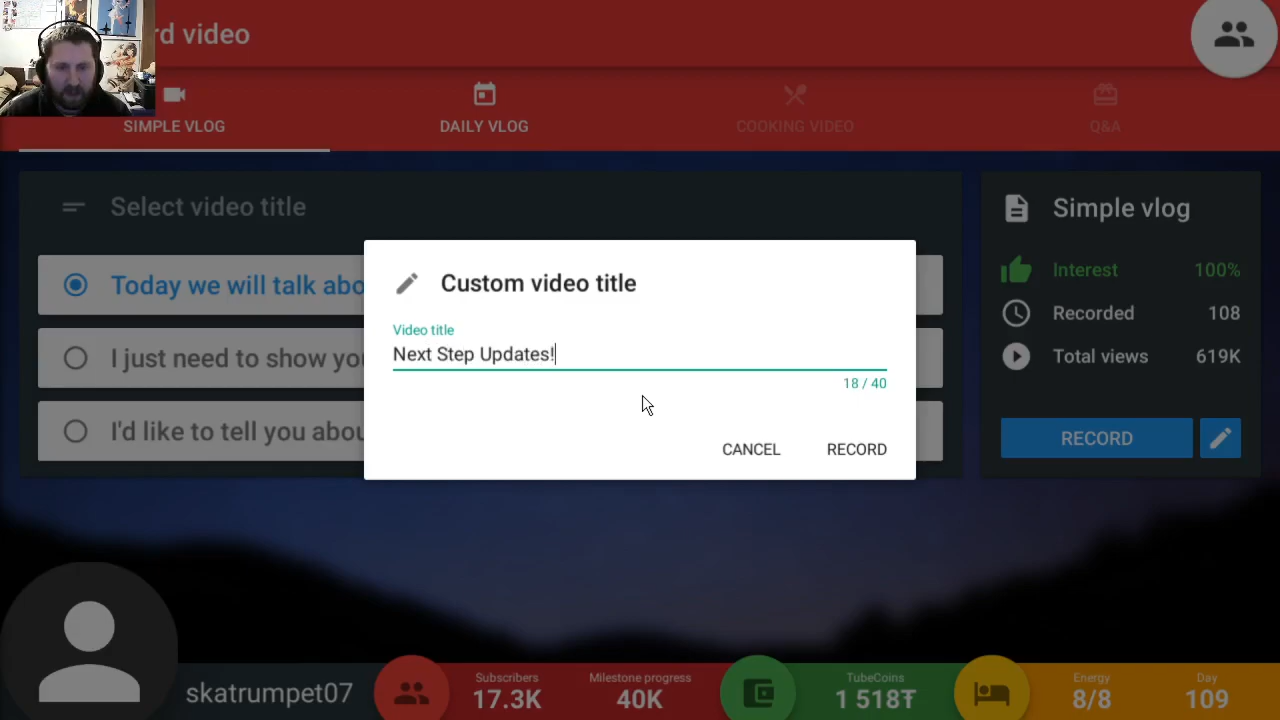 rd video
SIMPLE VLOG
DAILY VLOG
COOKING VIDEO
Q&A
Select video title
Today we will talk abo
I just need to show yo
I'd like to tell you abou
Custom video title
Video title
Next Step Updates!
18 / 40
CANCEL
RECORD
Simple vlog
Interest 100%
Recorded 108
Total views 619K
RECORD
skatrumpet07
Subscribers
17.3K
Milestone progress
40K
TubeCoins
1 518Ŧ
Energy
8/8
Day
109